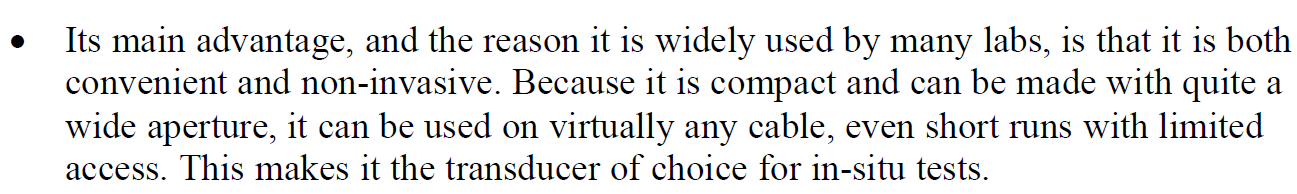 • Its main advantage, and the reason it is widely used by many labs, is that it is both
convenient and non-invasive. Because it is compact and can be made with quite a
wide aperture, it can be used on virtually any cable, even short runs with limited
access. This makes it the transducer of choice for in-situ tests.